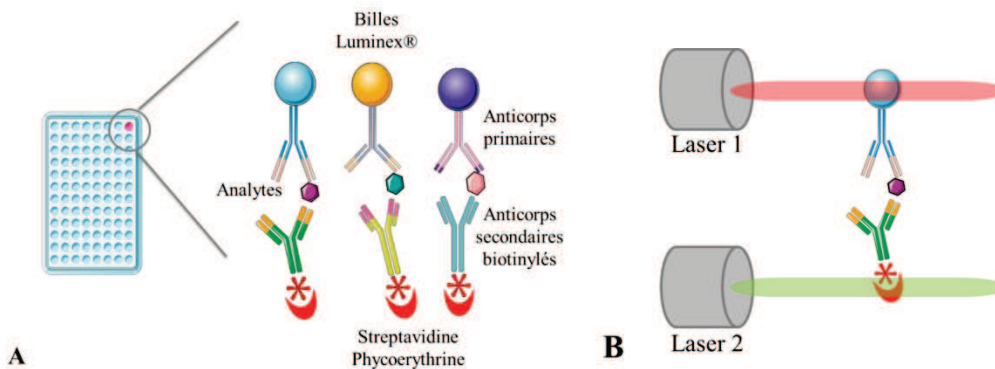 Billes
Luminex®
Anticorps
primaires
Analytes
Anticorps
secondaires
biotinylés
Streptavidine
Phycoerythrine
A
Laser 1
Laser 2
B